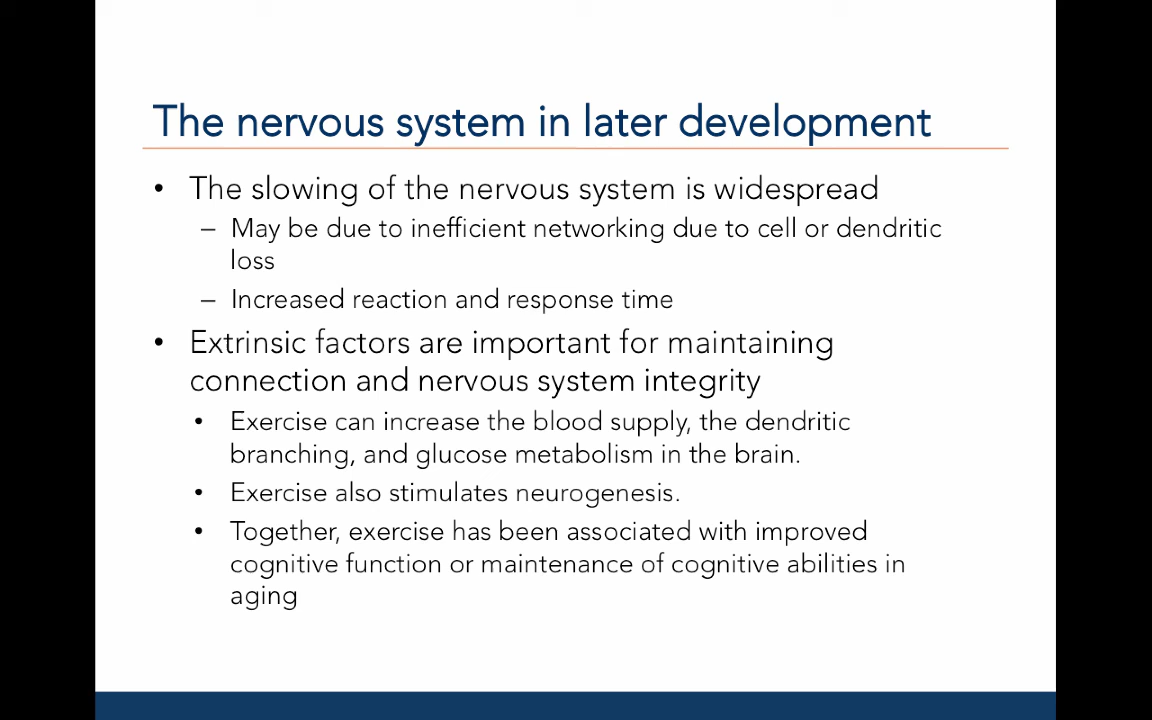 The nervous system in later development
• The slowing of the nervous system is widespread
– May be due to inefficient networking due to cell or dendritic
loss
– Increased reaction and response time
• Extrinsic factors are important for maintaining
connection and nervous system integrity
• Exercise can increase the blood supply, the dendritic
branching, and glucose metabolism in the brain.
• Exercise also stimulates neurogenesis.
• Together, exercise has been associated with improved
cognitive function or maintenance of cognitive abilities in
aging